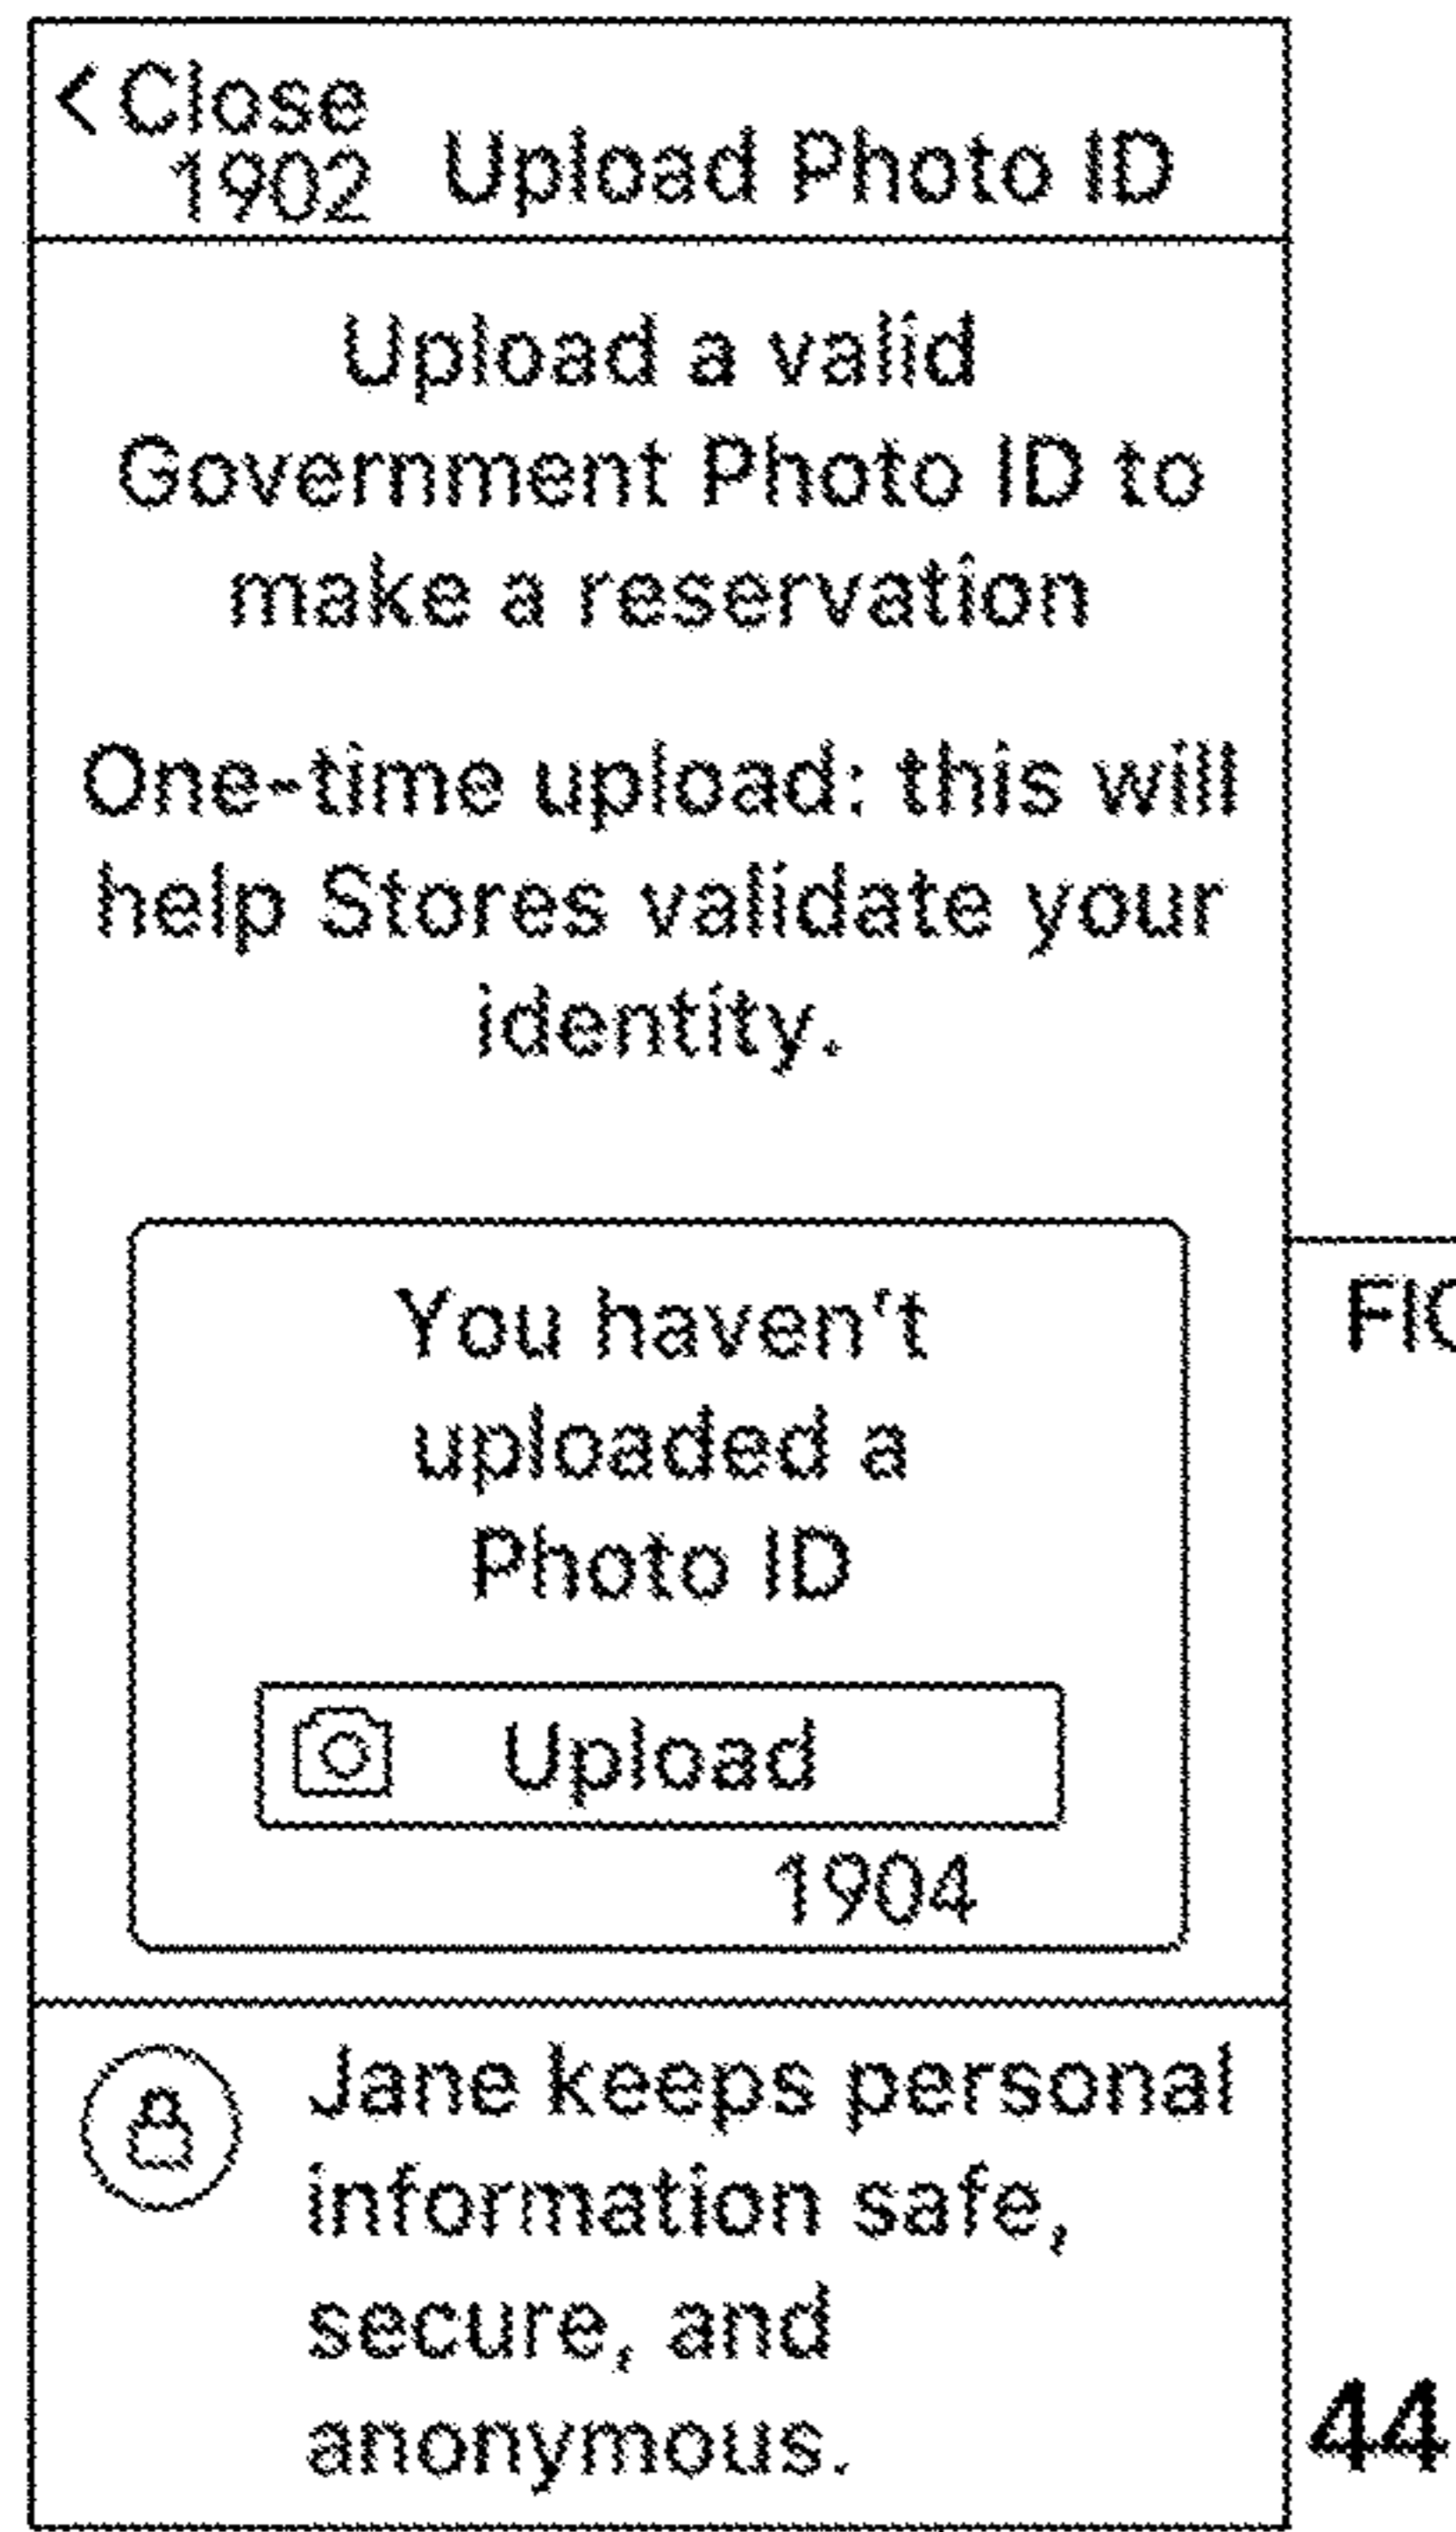 < Close
1902 Upload Photo ID
Upload a valid
Government Photo ID to
make a reservation
One-time upload: this will
help Stores validate your
identity.
You haven't
uploaded a
Photo ID
Upload
1904
Jane keeps personal
information safe,
secure, and
anonymous.
44